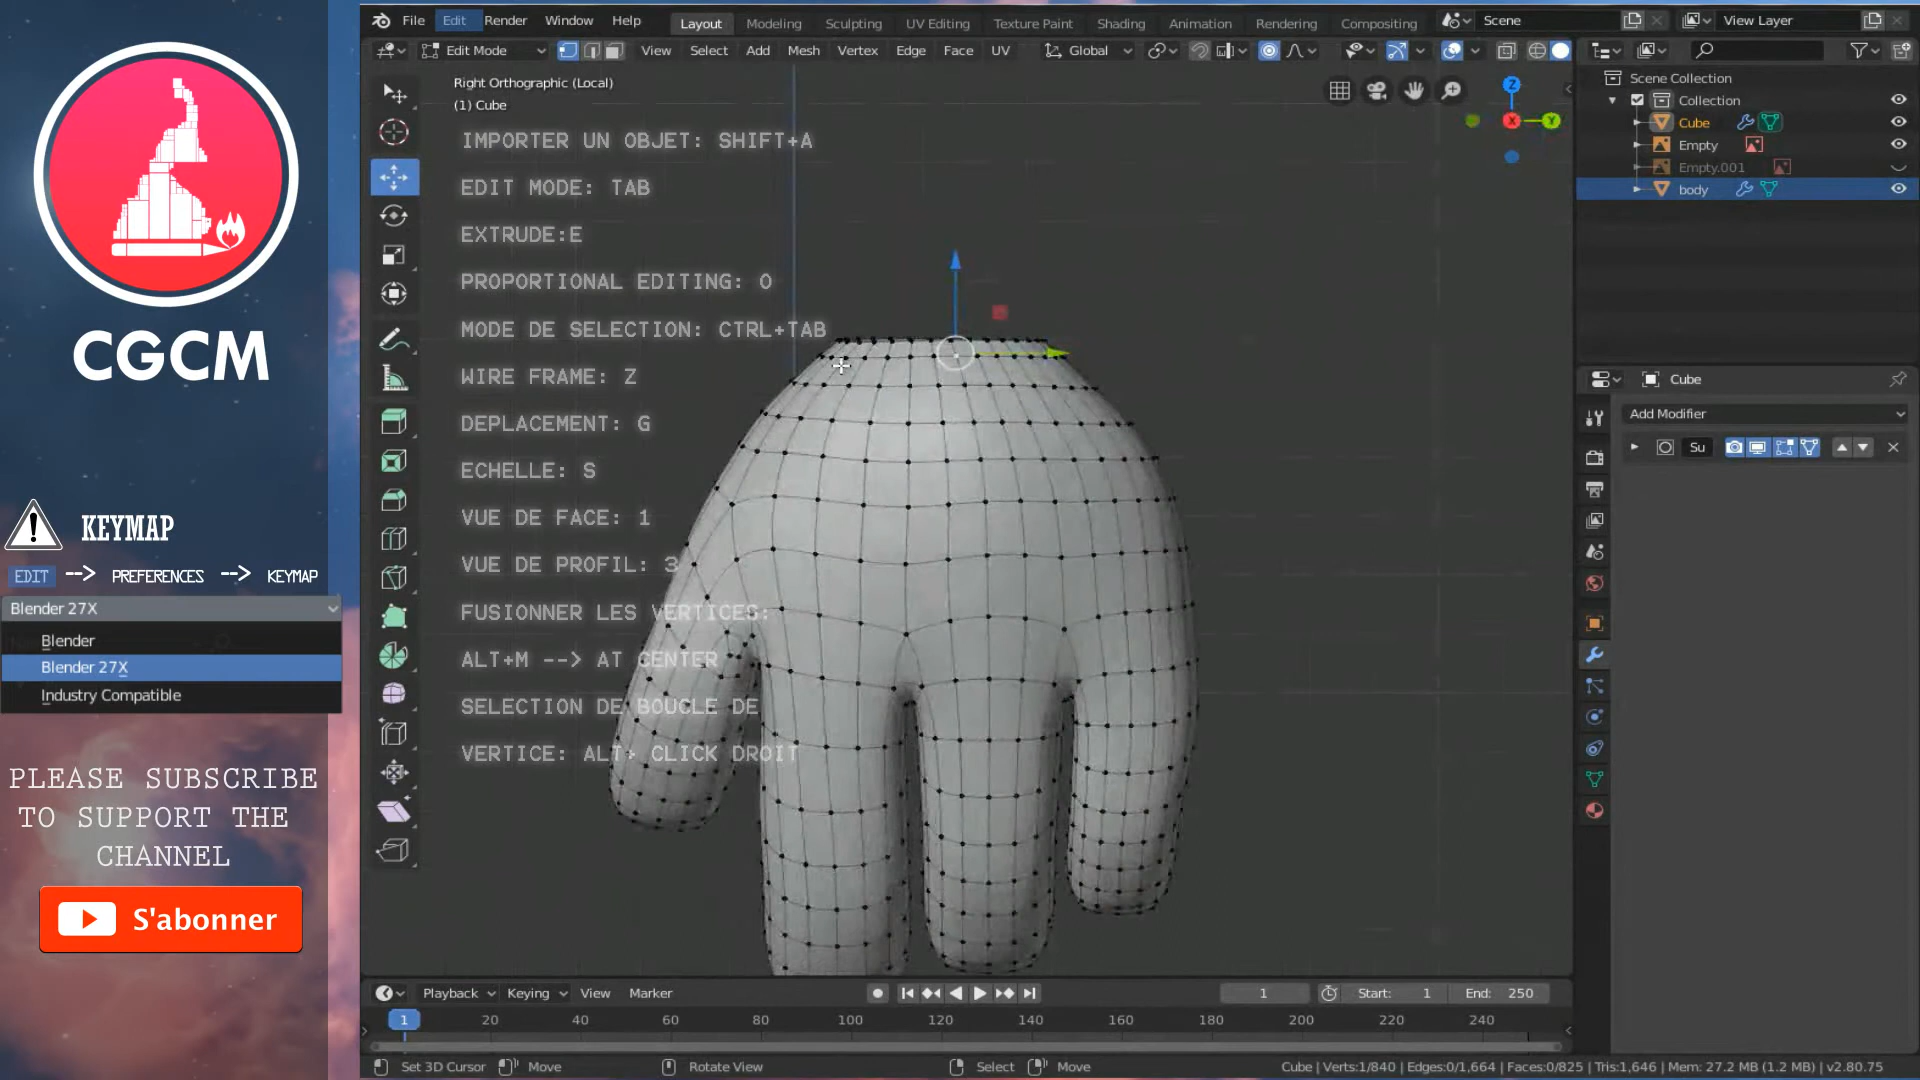 CGCM
KEYMAP
EDIT --> PREFERENCES --> KEYMAP
Blender 27X
Blender
Blender 27X
Industry Compatible
PLEASE SUBSCRIBE
TO SUPPORT THE
CHANNEL
S'abonner
File Edit Render Window Help
Layout Modeling Sculpting UV Editing Texture Paint Shading Animation Rendering Compositing
Scene
View Layer
Edit Mode View Select Add Mesh Vertex Edge Face UV
Global
Right Orthographic (Local)
(1) Cube
IMPORTER UN OBJET: SHIFT+A
EDIT MODE: TAB
EXTRUDE:E
PROPORTIONAL EDITING: O
MODE DE SELECTION: CTRL+TAB
WIRE FRAME: Z
DEPLACEMENT: G
ECHELLE: S
VUE DE FACE: 1
VUE DE PROFIL: 3
FUSIONNER LES VERTICES:
ALT+M --> AT CENTER
SELECTION DE BOUCLE DE
VERTICE: ALT+ CLICK DROIT
Z
X
Y
Scene Collection
Collection
Cube
Empty
Empty.001
body
Cube
Add Modifier
Su
Playback Keying View Marker
1
Start: 1
End: 250
1 20 40 60 80 100 120 140 160 180 200 220 240
Set 3D Cursor Move Rotate View Select Move
Cube | Verts:1/840 | Edges:0/1,664 | Faces:0/825 | Tris:1,646 | Mem: 27.2 MB (1.2 MB) | v2.80.75